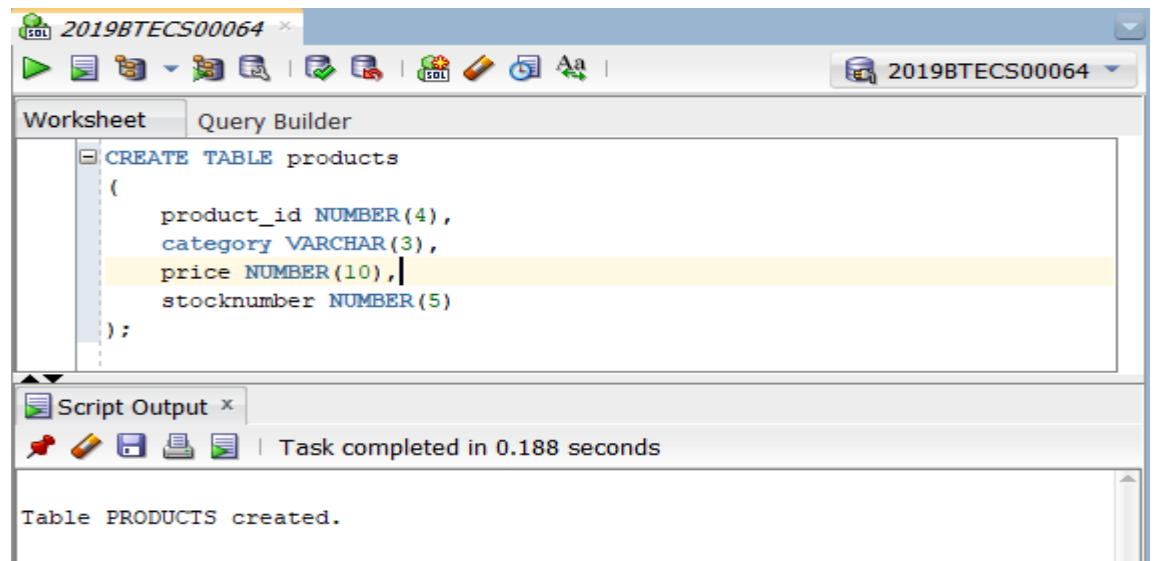 2019BTECS00064
2019BTECS00064
Worksheet Query Builder
CREATE TABLE products
(
product_id NUMBER(4),
category VARCHAR(3),
price NUMBER(10),
stocknumber NUMBER(5)
);
Script Output
Task completed in 0.188 seconds
Table PRODUCTS created.